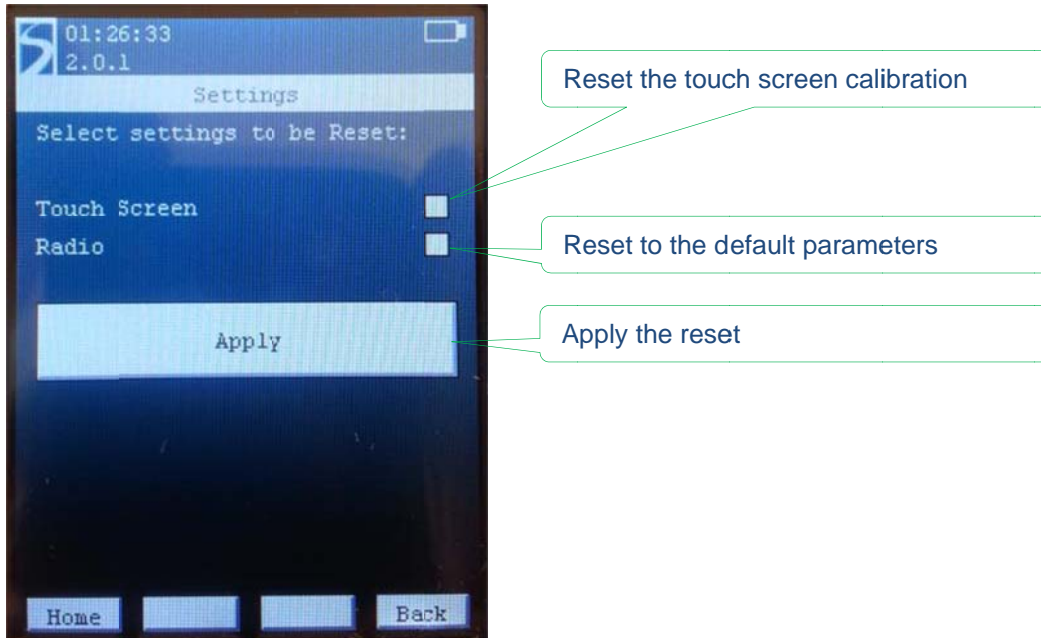 01:26:33
2.0.1
Settings
Select settings to be Reset:
Touch Screen
Radio
Apply
Home
Back
Reset the touch screen calibration
Reset to the default parameters
Apply the reset